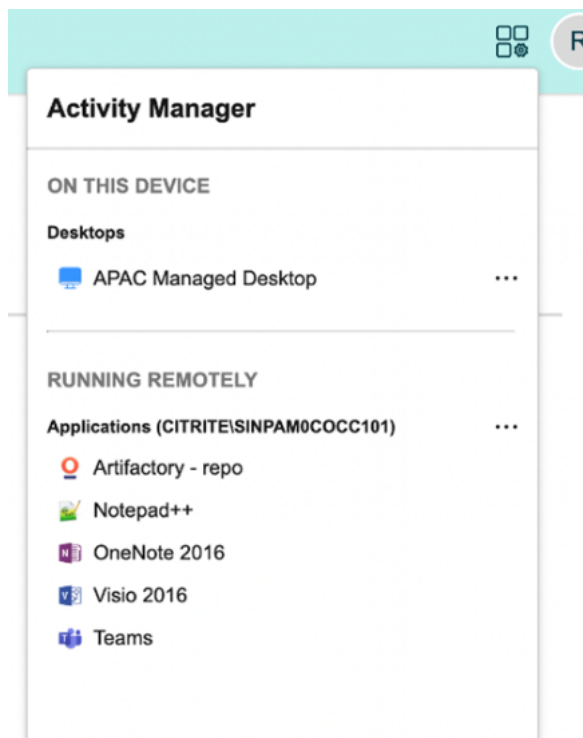 R
Activity Manager
ON THIS DEVICE
Desktops
APAC Managed Desktop
RUNNING REMOTELY
Applications (CITRITE\SINPAM0COCC101)
Artifactory - repo
Notepad++
OneNote 2016
Visio 2016
Teams